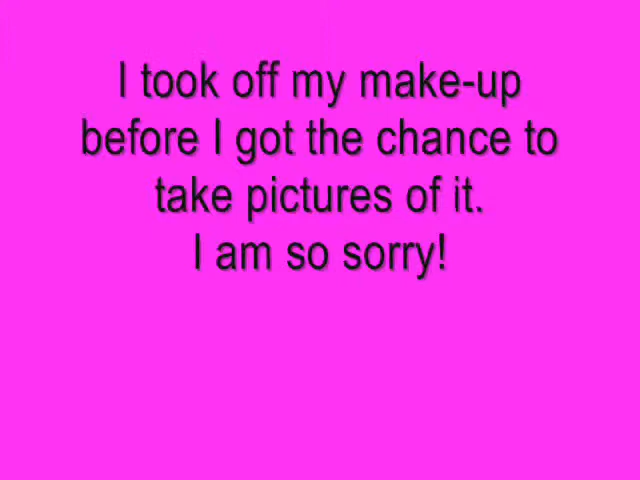 I took off my make-up
before I got the chance to
take pictures of it.
I am so sorry!